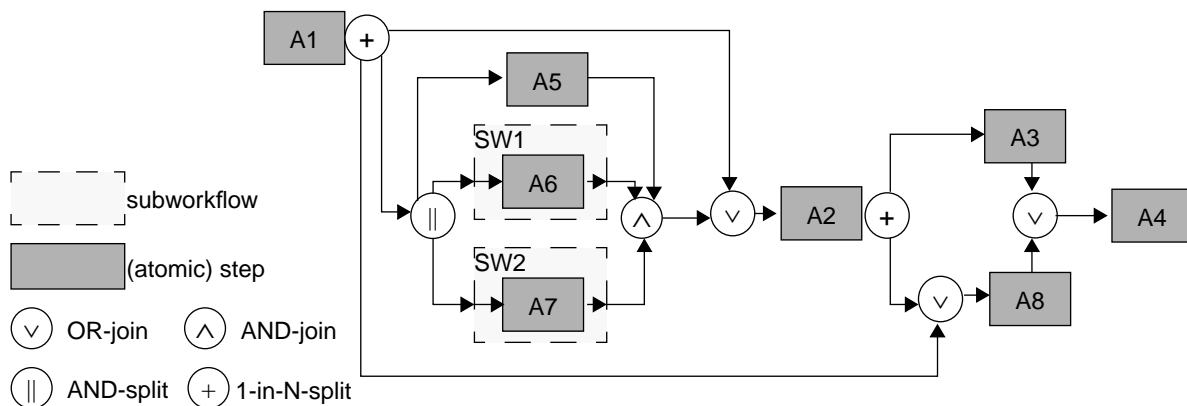 A1 +
A5
A3
SW1
A6
subworkflow
|| ∧ ∨ A2 + ∨ A4
SW2
(atomic) step
A7
∨ A8
∨ OR-join ∧ AND-join
|| AND-split + 1-in-N-split